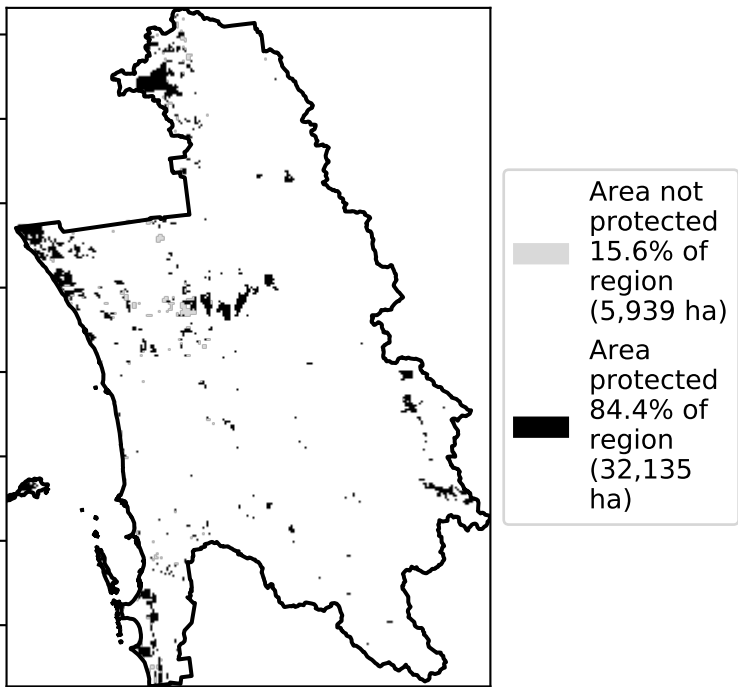 Area not
protected
15.6% of
region
(5,939 ha)
Area
protected
84.4% of
region
(32,135
ha)